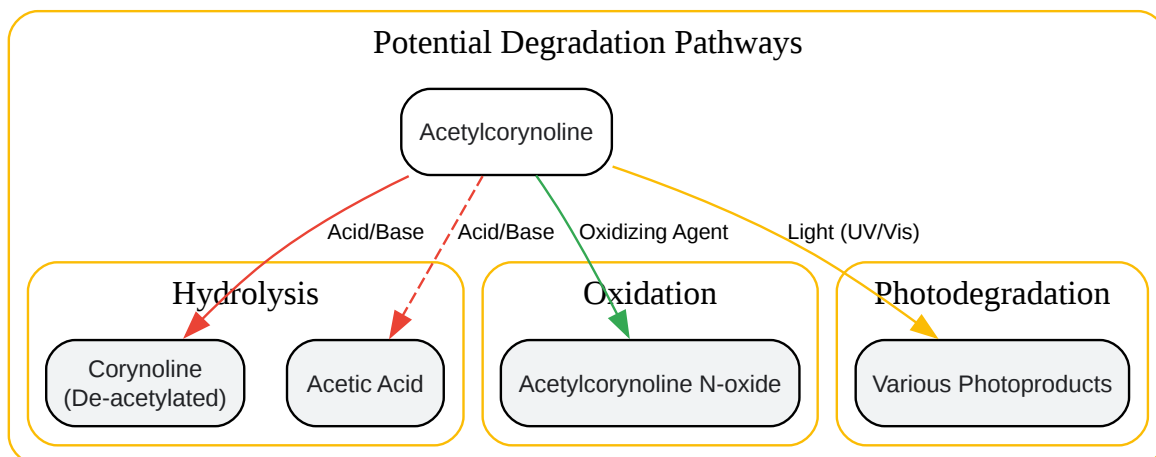 Potential Degradation Pathways
Acetylcorynoline
Acid/Base
Acid/Base
Oxidizing Agent
Light (UV/Vis)
Hydrolysis
Oxidation
Photodegradation
Corynoline
(De-acetylated)
Acetic Acid
Acetylcorynoline N-oxide
Various Photoproducts